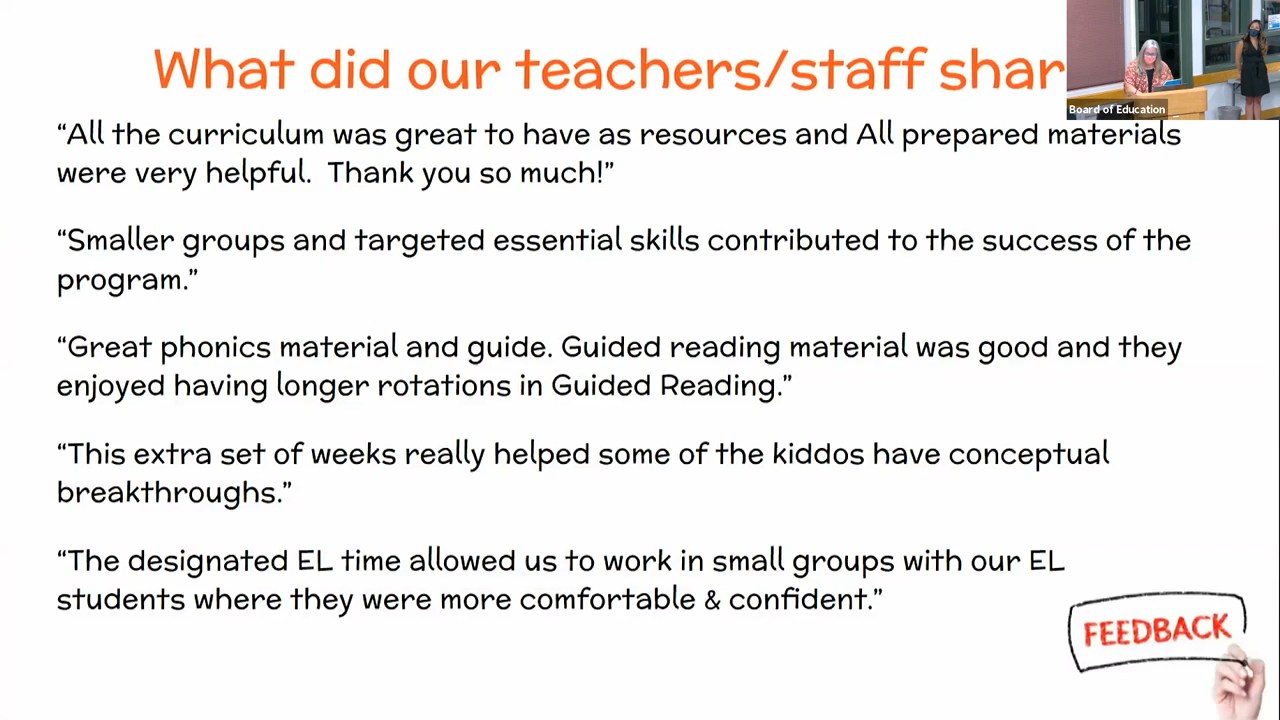 What did our teachers/staff shar
Board of Education
“All the curriculum was great to have as resources and All prepared materials
were very helpful.  Thank you so much!”
“Smaller groups and targeted essential skills contributed to the success of the
program.”
“Great phonics material and guide. Guided reading material was good and they
enjoyed having longer rotations in Guided Reading.”
“This extra set of weeks really helped some of the kiddos have conceptual
breakthroughs.”
“The designated EL time allowed us to work in small groups with our EL
students where they were more comfortable & confident.”
FEEDBACK